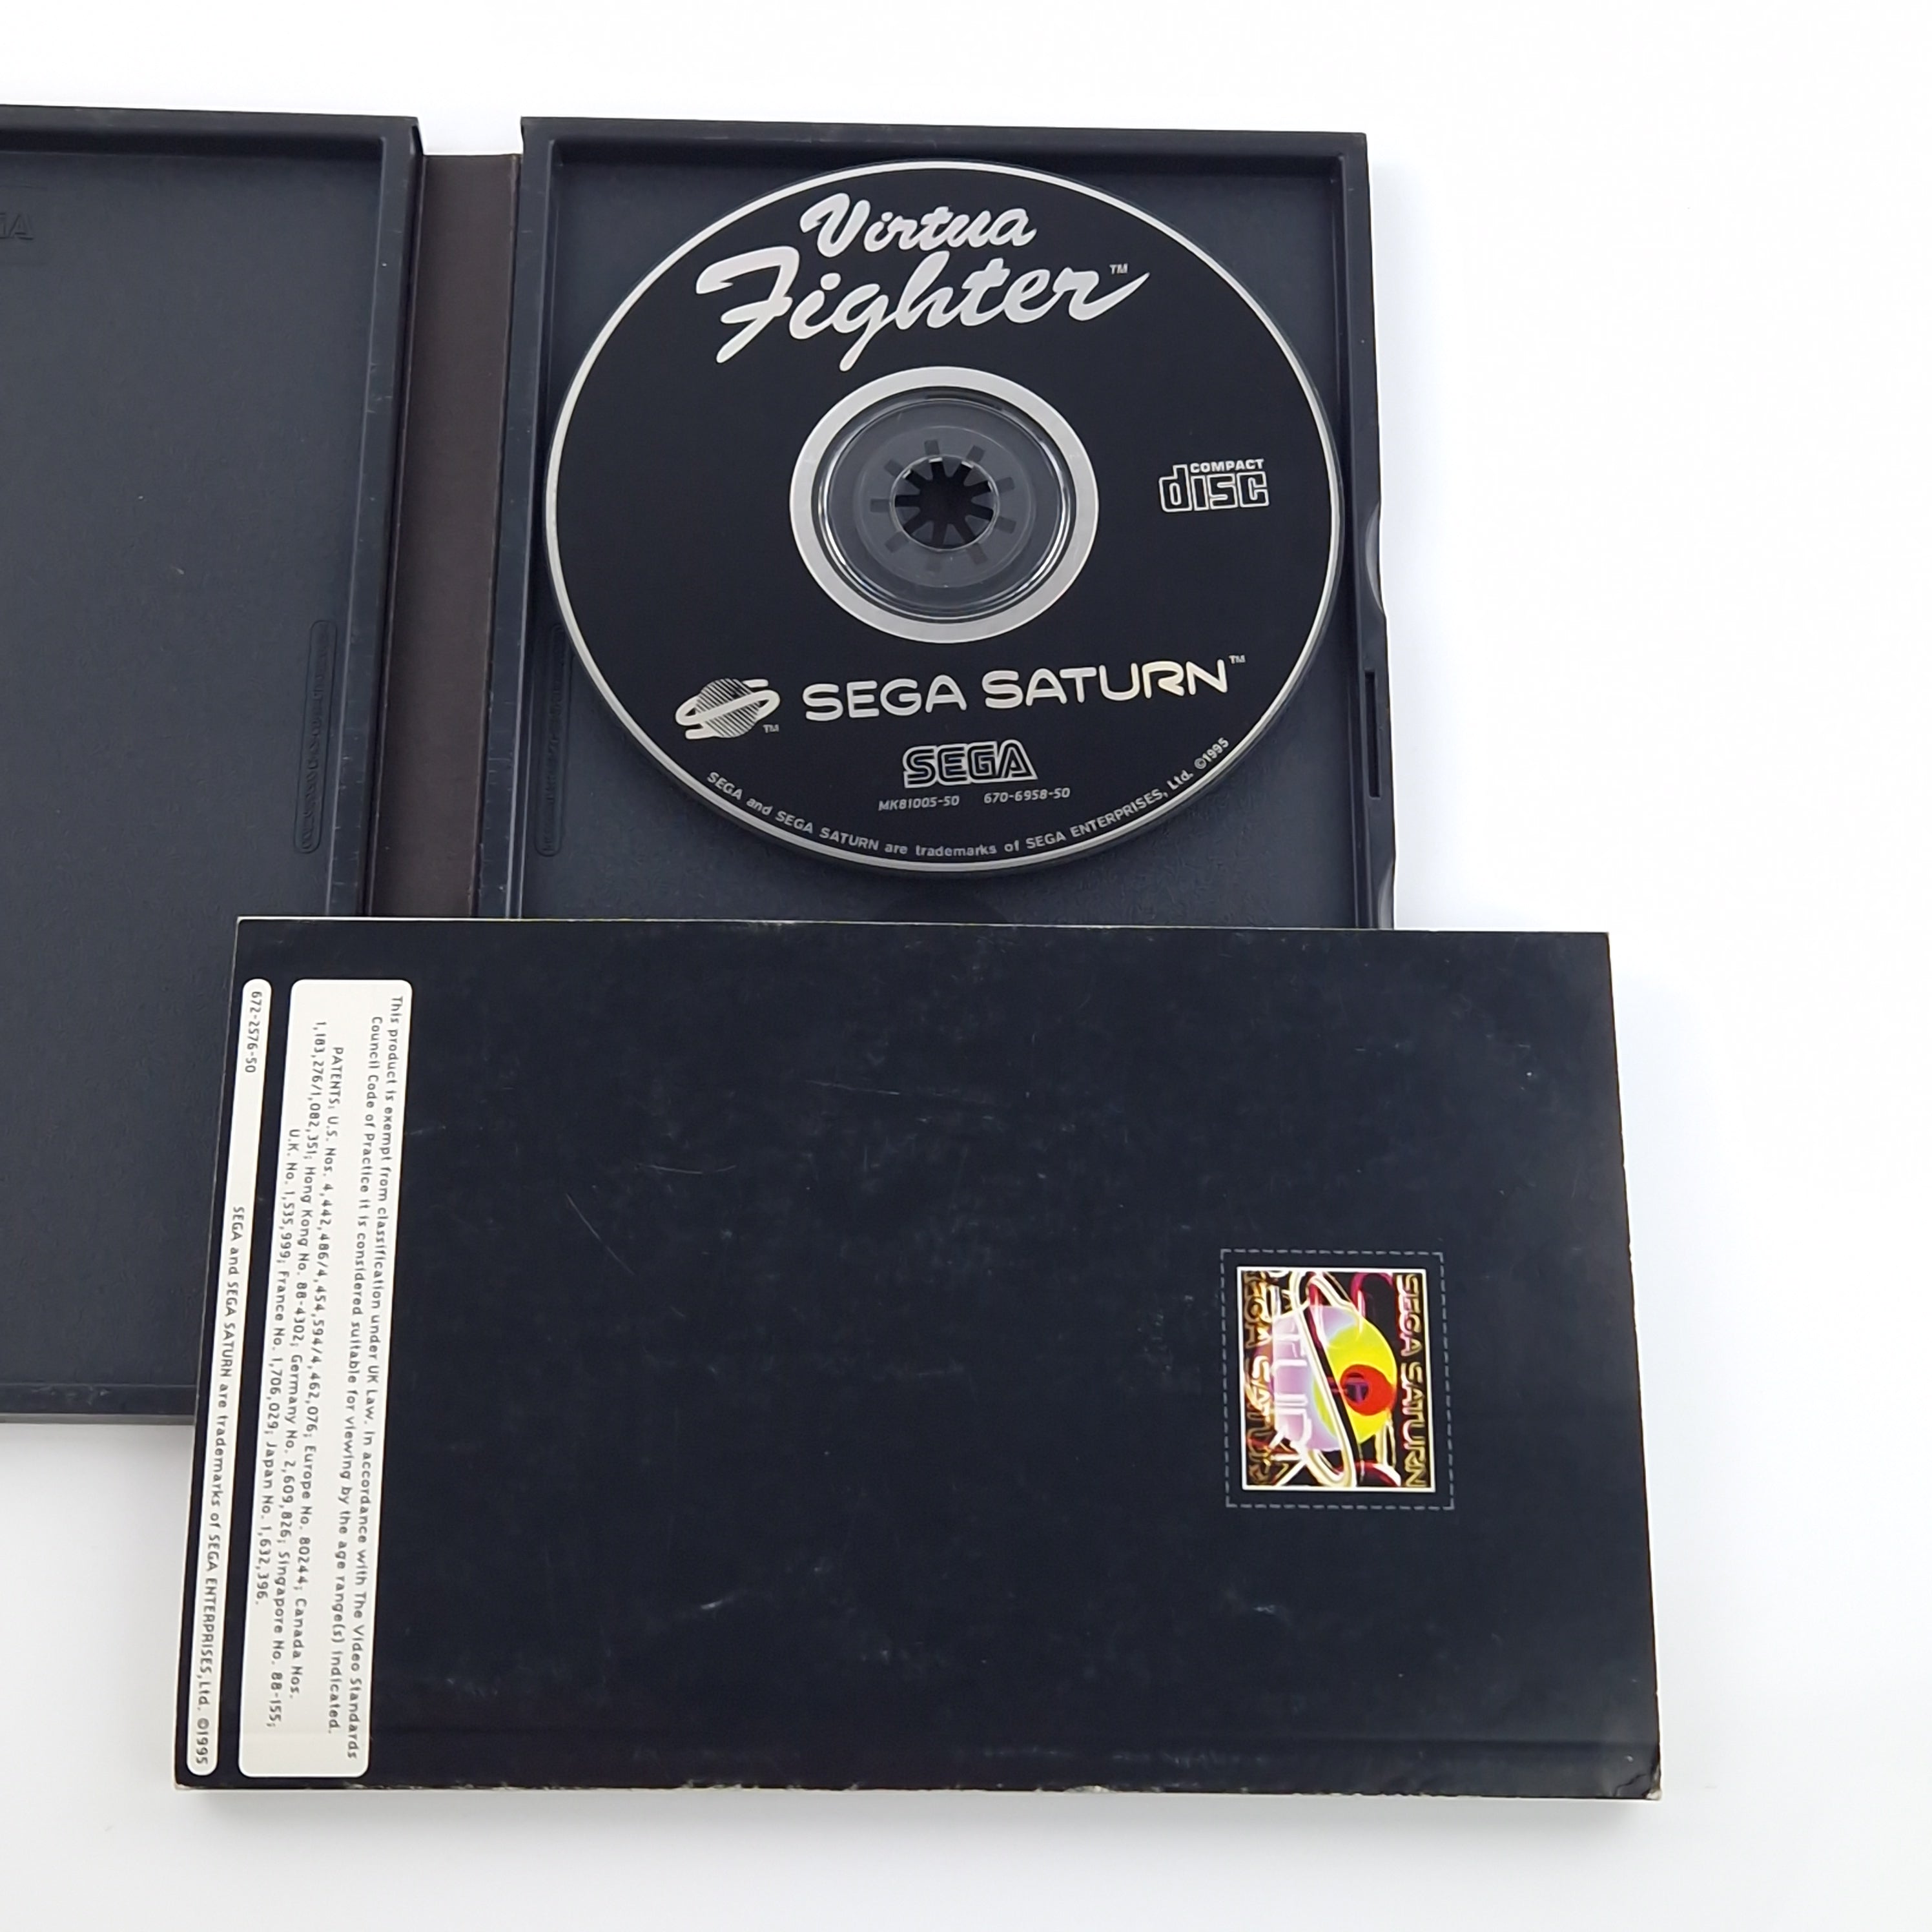 Virtua
Fighter™
COMPACT
disc
SEGA SATURN™
TM
SEGA
MK81005-50 670-6958-50
SEGA and SEGA SATURN are trademarks of SEGA ENTERPRISES, Ltd. ©1995
This product is exempt from classification under UK Law. In accordance with The Video Standards
Council Code of Practice it is considered suitable for viewing by the age range(s) indicated.
PATENTS: U.S. Nos. 4,442,486/4,454,594/4,462,076; Europe No. 80244; Canada Nos.
1,183,276/1,082,351; Hong Kong No. 88-4302; Germany No. 2,609,826; Singapore No. 88-155;
U.K. No. 1,535,999; France No. 1,706,029; Japan No. 1,632,396.
672-2576-50 SEGA and SEGA SATURN are trademarks of SEGA ENTERPRISES, Ltd. ©1995
SEGA SATURN